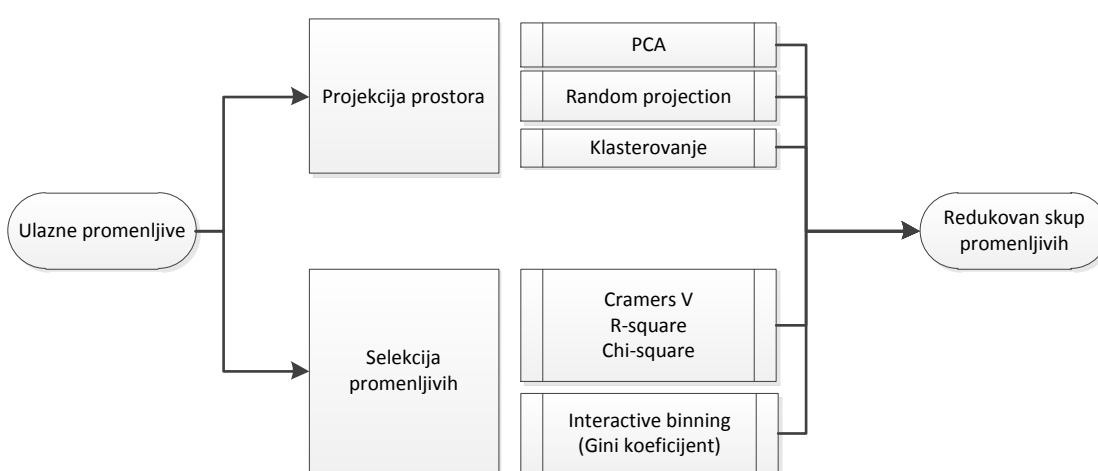 Ulazne promenljive
Projekcija prostora
PCA
Random projection
Klasterovanje
Selekcija
promenljivih
Cramers V
R-square
Chi-square
Interactive binning
(Gini koeficijent)
Redukovan skup
promenljivih